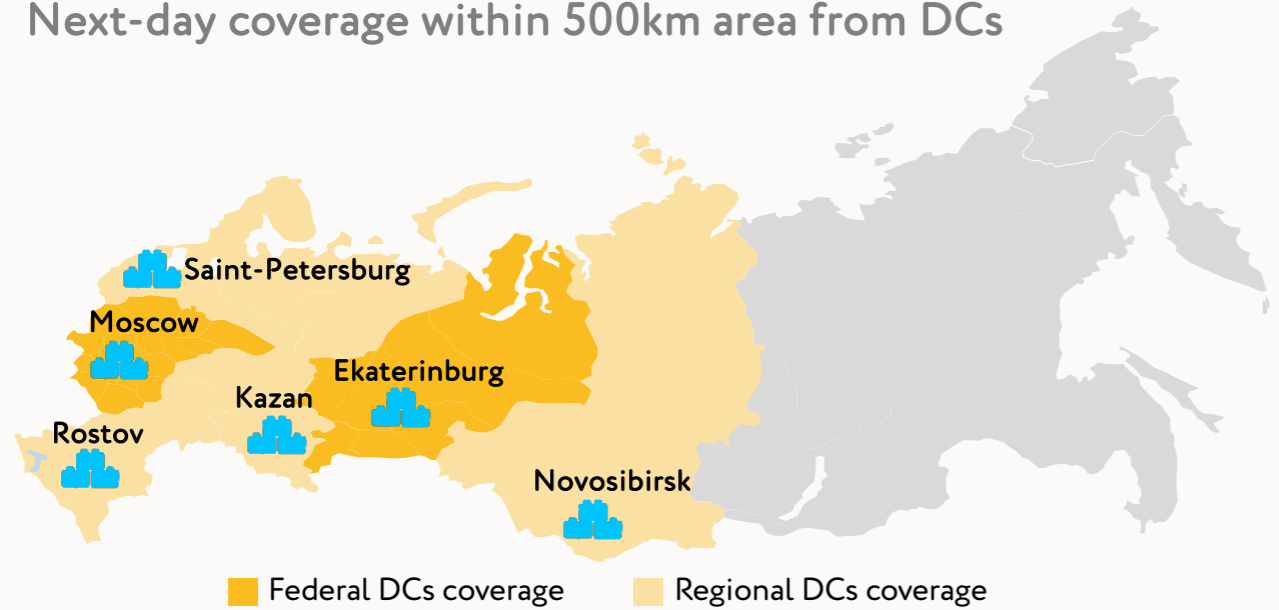 Next-day coverage within 500km area from DCs
Saint-Petersburg
Moscow
Ekaterinburg
Kazan
Rostov
Novosibirsk
Federal DCs coverage
Regional DCs coverage